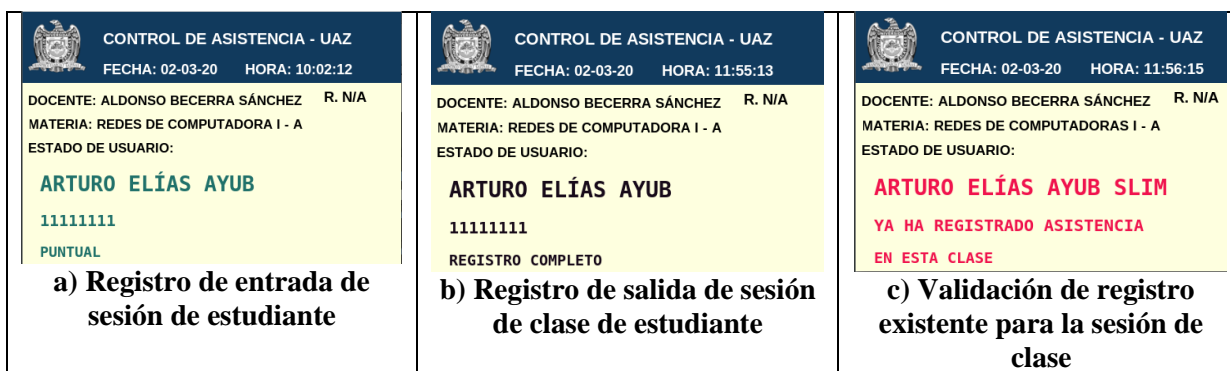 CONTROL DE ASISTENCIA - UAZ
FECHA: 02-03-20 HORA: 10:02:12
DOCENTE: ALDONSO BECERRA SÁNCHEZ R. N/A
MATERIA: REDES DE COMPUTADORA I - A
ESTADO DE USUARIO:
ARTURO ELÍAS AYUB
11111111
PUNTUAL
a) Registro de entrada de
sesión de estudiante
CONTROL DE ASISTENCIA - UAZ
FECHA: 02-03-20 HORA: 11:55:13
DOCENTE: ALDONSO BECERRA SÁNCHEZ R. N/A
MATERIA: REDES DE COMPUTADORA I - A
ESTADO DE USUARIO:
ARTURO ELÍAS AYUB
11111111
REGISTRO COMPLETO
b) Registro de salida de sesión
de clase de estudiante
CONTROL DE ASISTENCIA - UAZ
FECHA: 02-03-20 HORA: 11:56:15
DOCENTE: ALDONSO BECERRA SÁNCHEZ R. N/A
MATERIA: REDES DE COMPUTADORAS I - A
ESTADO DE USUARIO:
ARTURO ELÍAS AYUB SLIM
YA HA REGISTRADO ASISTENCIA
EN ESTA CLASE
c) Validación de registro
existente para la sesión de
clase